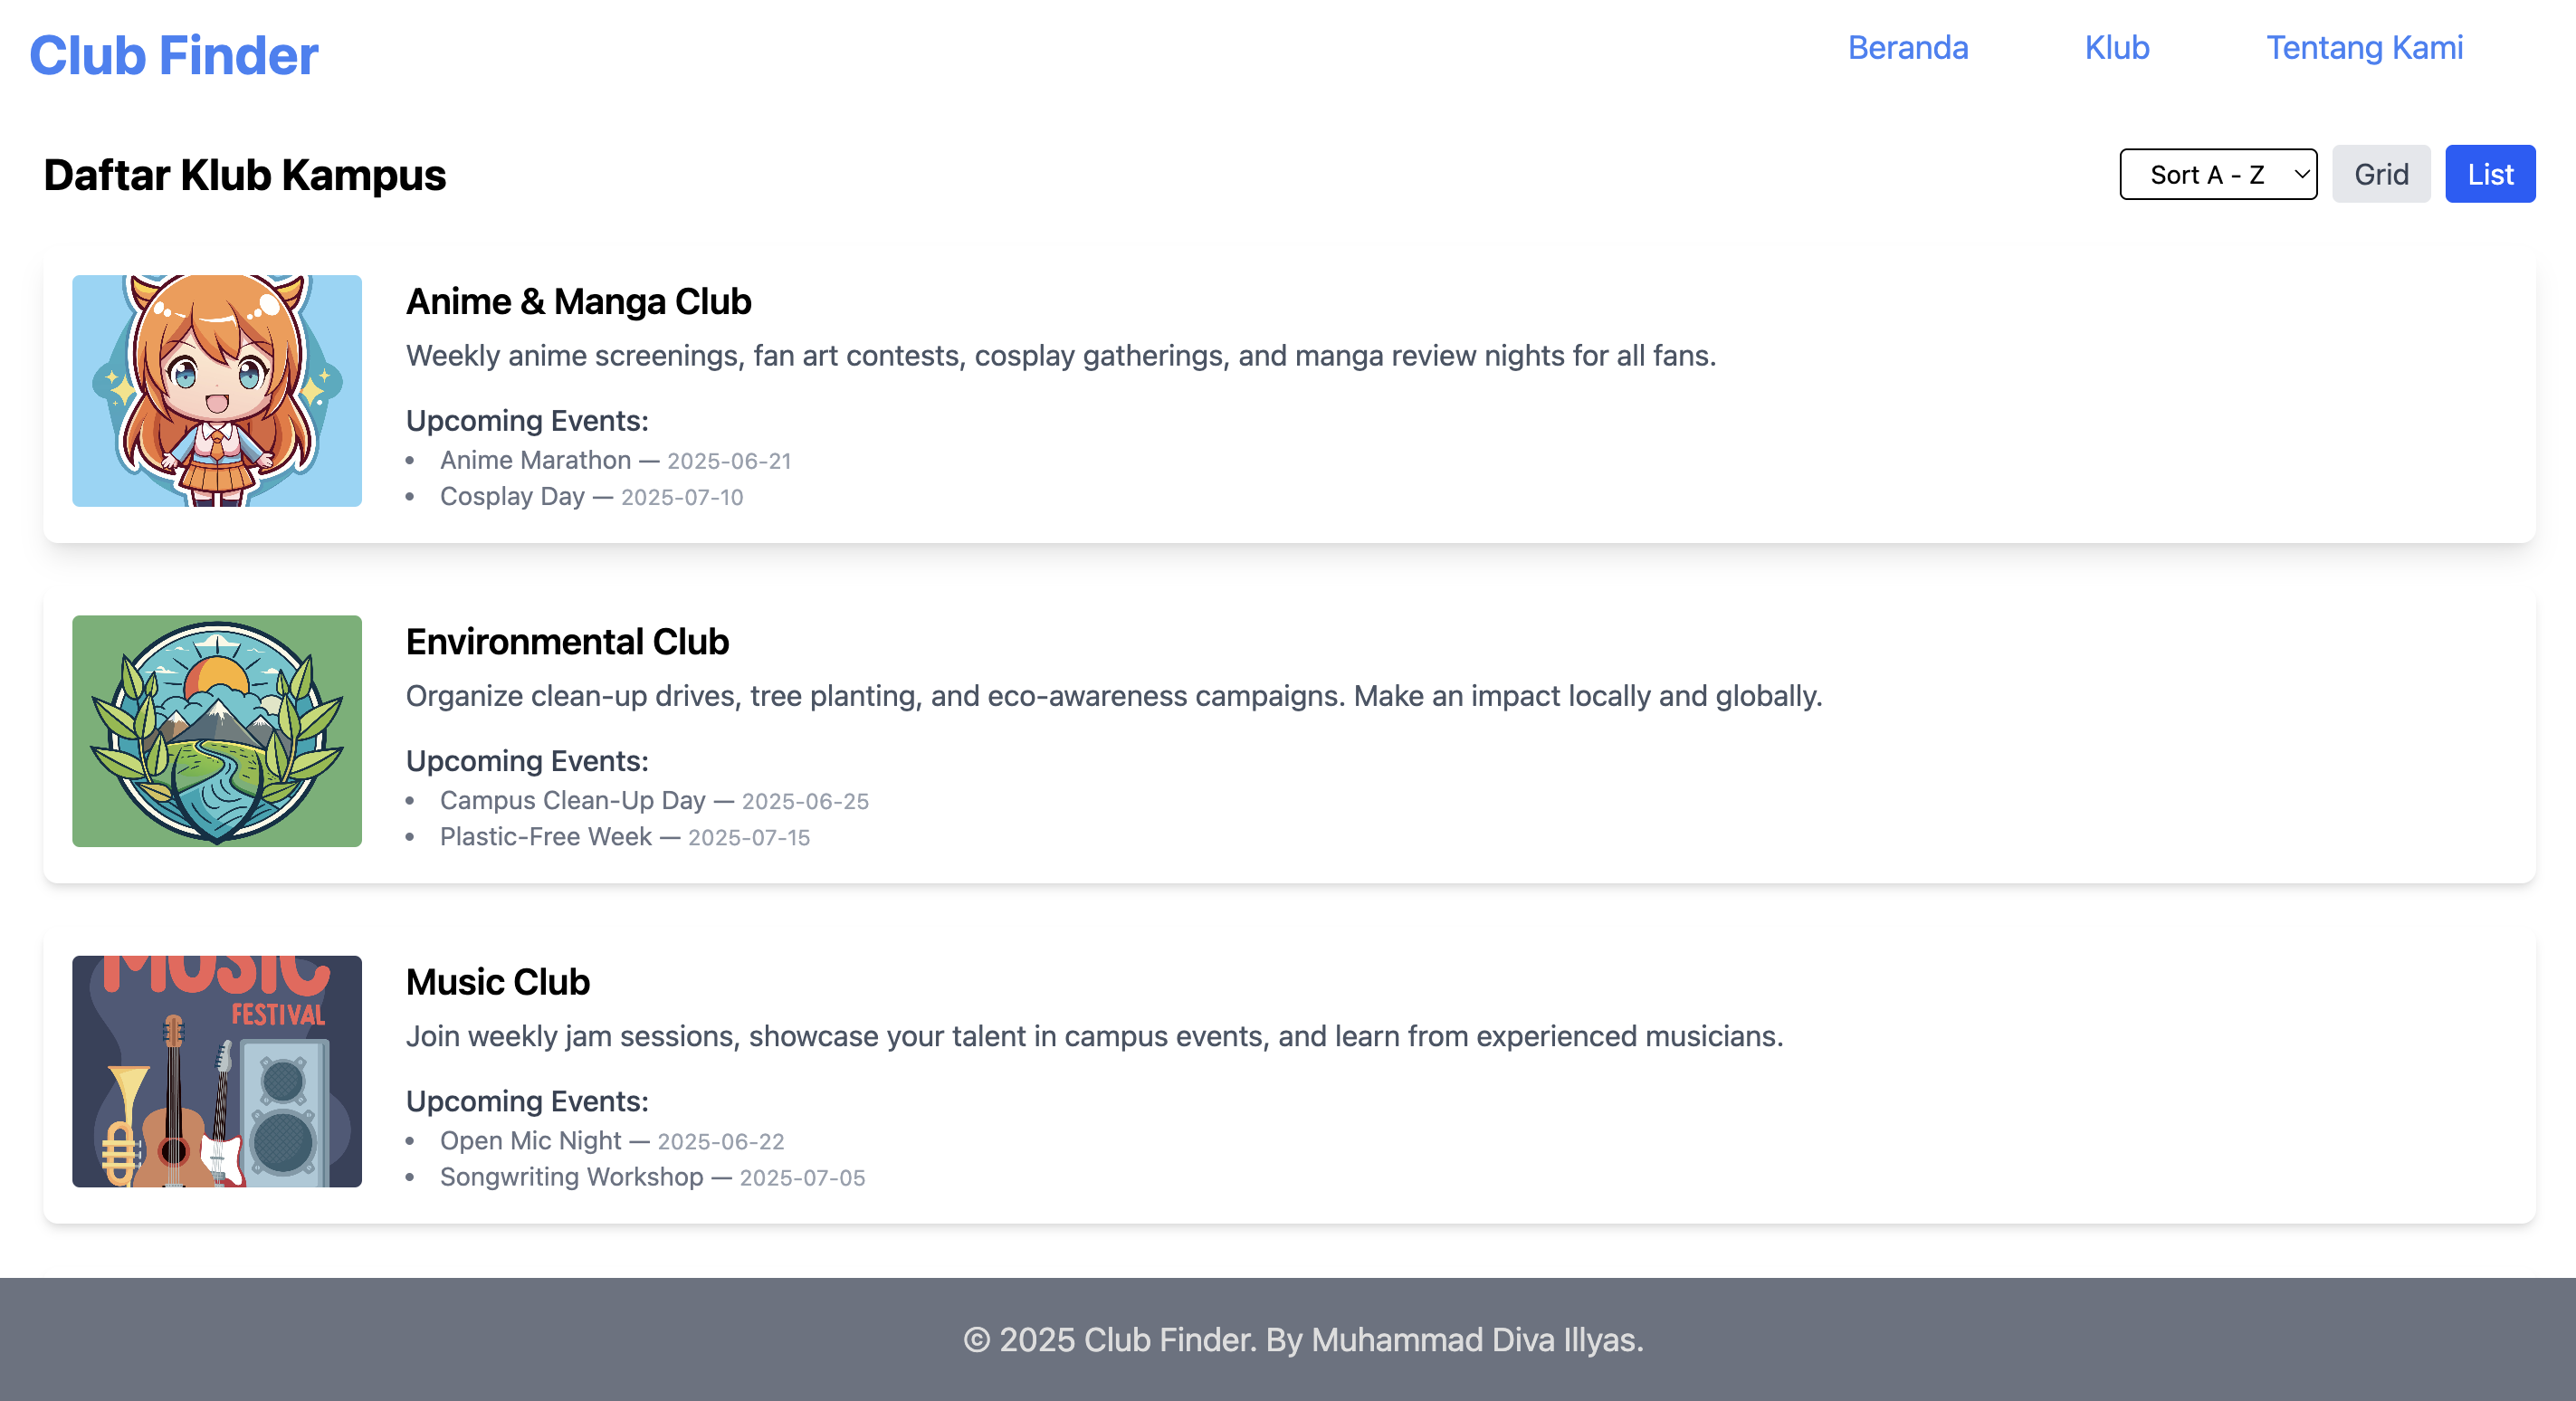 Club Finder
Beranda
Klub
Tentang Kami
Daftar Klub Kampus
Sort A - Z
Grid
List
Anime & Manga Club
Weekly anime screenings, fan art contests, cosplay gatherings, and manga review nights for all fans.
Upcoming Events:
• Anime Marathon — 2025-06-21
• Cosplay Day — 2025-07-10
Environmental Club
Organize clean-up drives, tree planting, and eco-awareness campaigns. Make an impact locally and globally.
Upcoming Events:
• Campus Clean-Up Day — 2025-06-25
• Plastic-Free Week — 2025-07-15
MUSIC
FESTIVAL
Music Club
Join weekly jam sessions, showcase your talent in campus events, and learn from experienced musicians.
Upcoming Events:
• Open Mic Night — 2025-06-22
• Songwriting Workshop — 2025-07-05
© 2025 Club Finder. By Muhammad Diva Illyas.